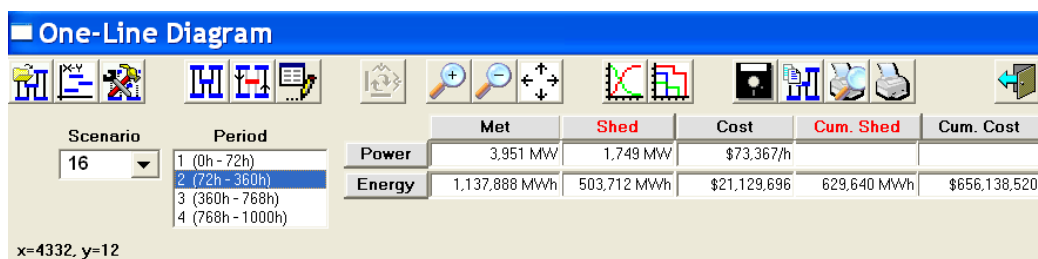 One-Line Diagram
X-Y
Scenario
16
Period
1 (0h - 72h)
2 (72h - 360h)
3 (360h - 768h)
4 (768h - 1000h)
Met Shed Cost Cum. Shed Cum. Cost
Power 3,951 MW 1,749 MW $73,367/h
Energy 1,137,888 MWh 503,712 MWh $21,129,696 629,640 MWh $656,138,520
x=4332, y=12